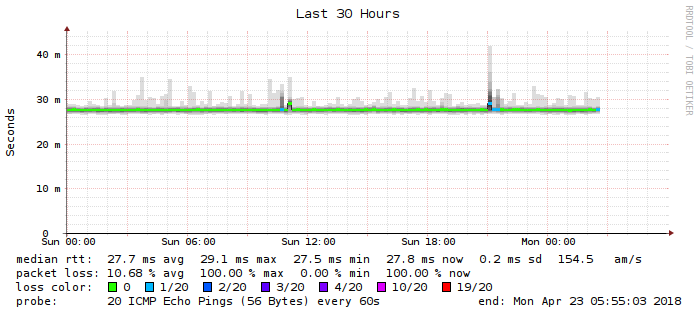 Last 30 Hours
RRDTOOL / TOBI OETIKER
Seconds
40 m
30 m
20 m
10 m
0
Sun 00:00 Sun 06:00 Sun 12:00 Sun 18:00 Mon 00:00
median rtt: 27.7 ms avg 29.1 ms max 27.5 ms min 27.8 ms now 0.2 ms sd 154.5 am/s
packet loss: 10.68 % avg 100.00 % max 0.00 % min 100.00 % now
loss color: 0 1/20 2/20 3/20 4/20 10/20 19/20
probe: 20 ICMP Echo Pings (56 Bytes) every 60s end: Mon Apr 23 05:55:03 2018